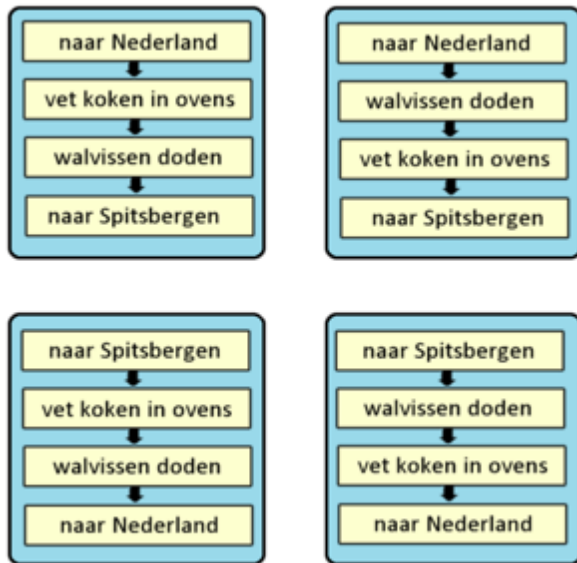 naar Nederland
vet koken in ovens
walvissen doden
naar Spitsbergen
naar Nederland
walvissen doden
vet koken in ovens
naar Spitsbergen
naar Spitsbergen
vet koken in ovens
walvissen doden
naar Nederland
naar Spitsbergen
walvissen doden
vet koken in ovens
naar Nederland